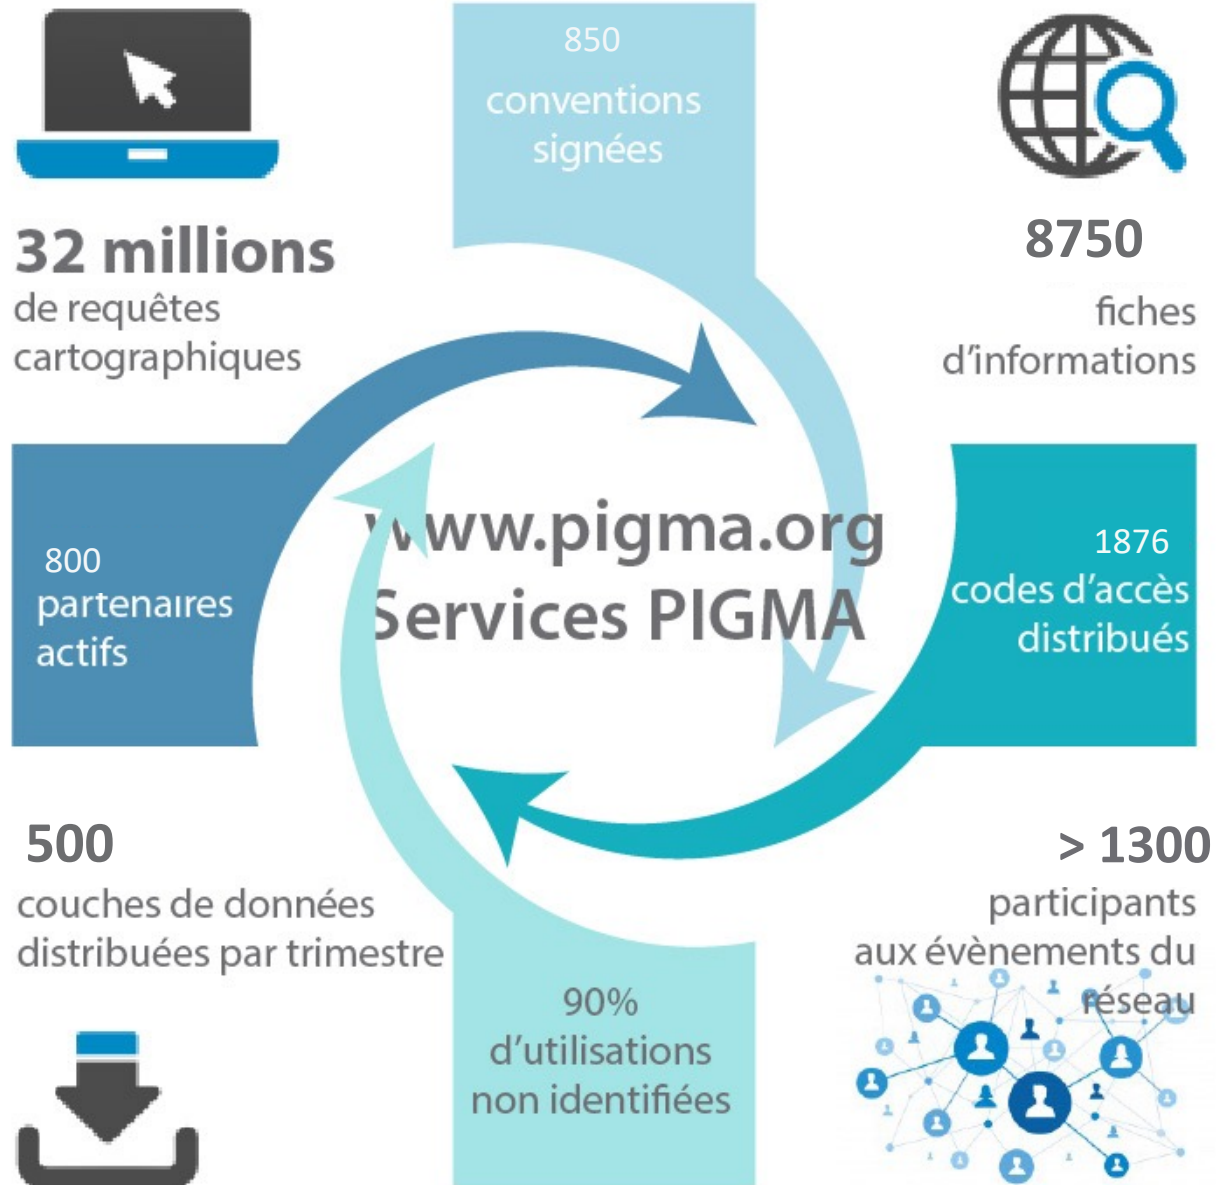 850
conventions
signées
32 millions
de requêtes
cartographiques
8750
fiches
d'informations
www.pigma.org
Services PIGMA
800
partenaires
actifs
1876
codes d'accès
distribués
500
couches de données
distribuées par trimestre
> 1300
participants
aux évènements du
réseau
90%
d'utilisations
non identifiées